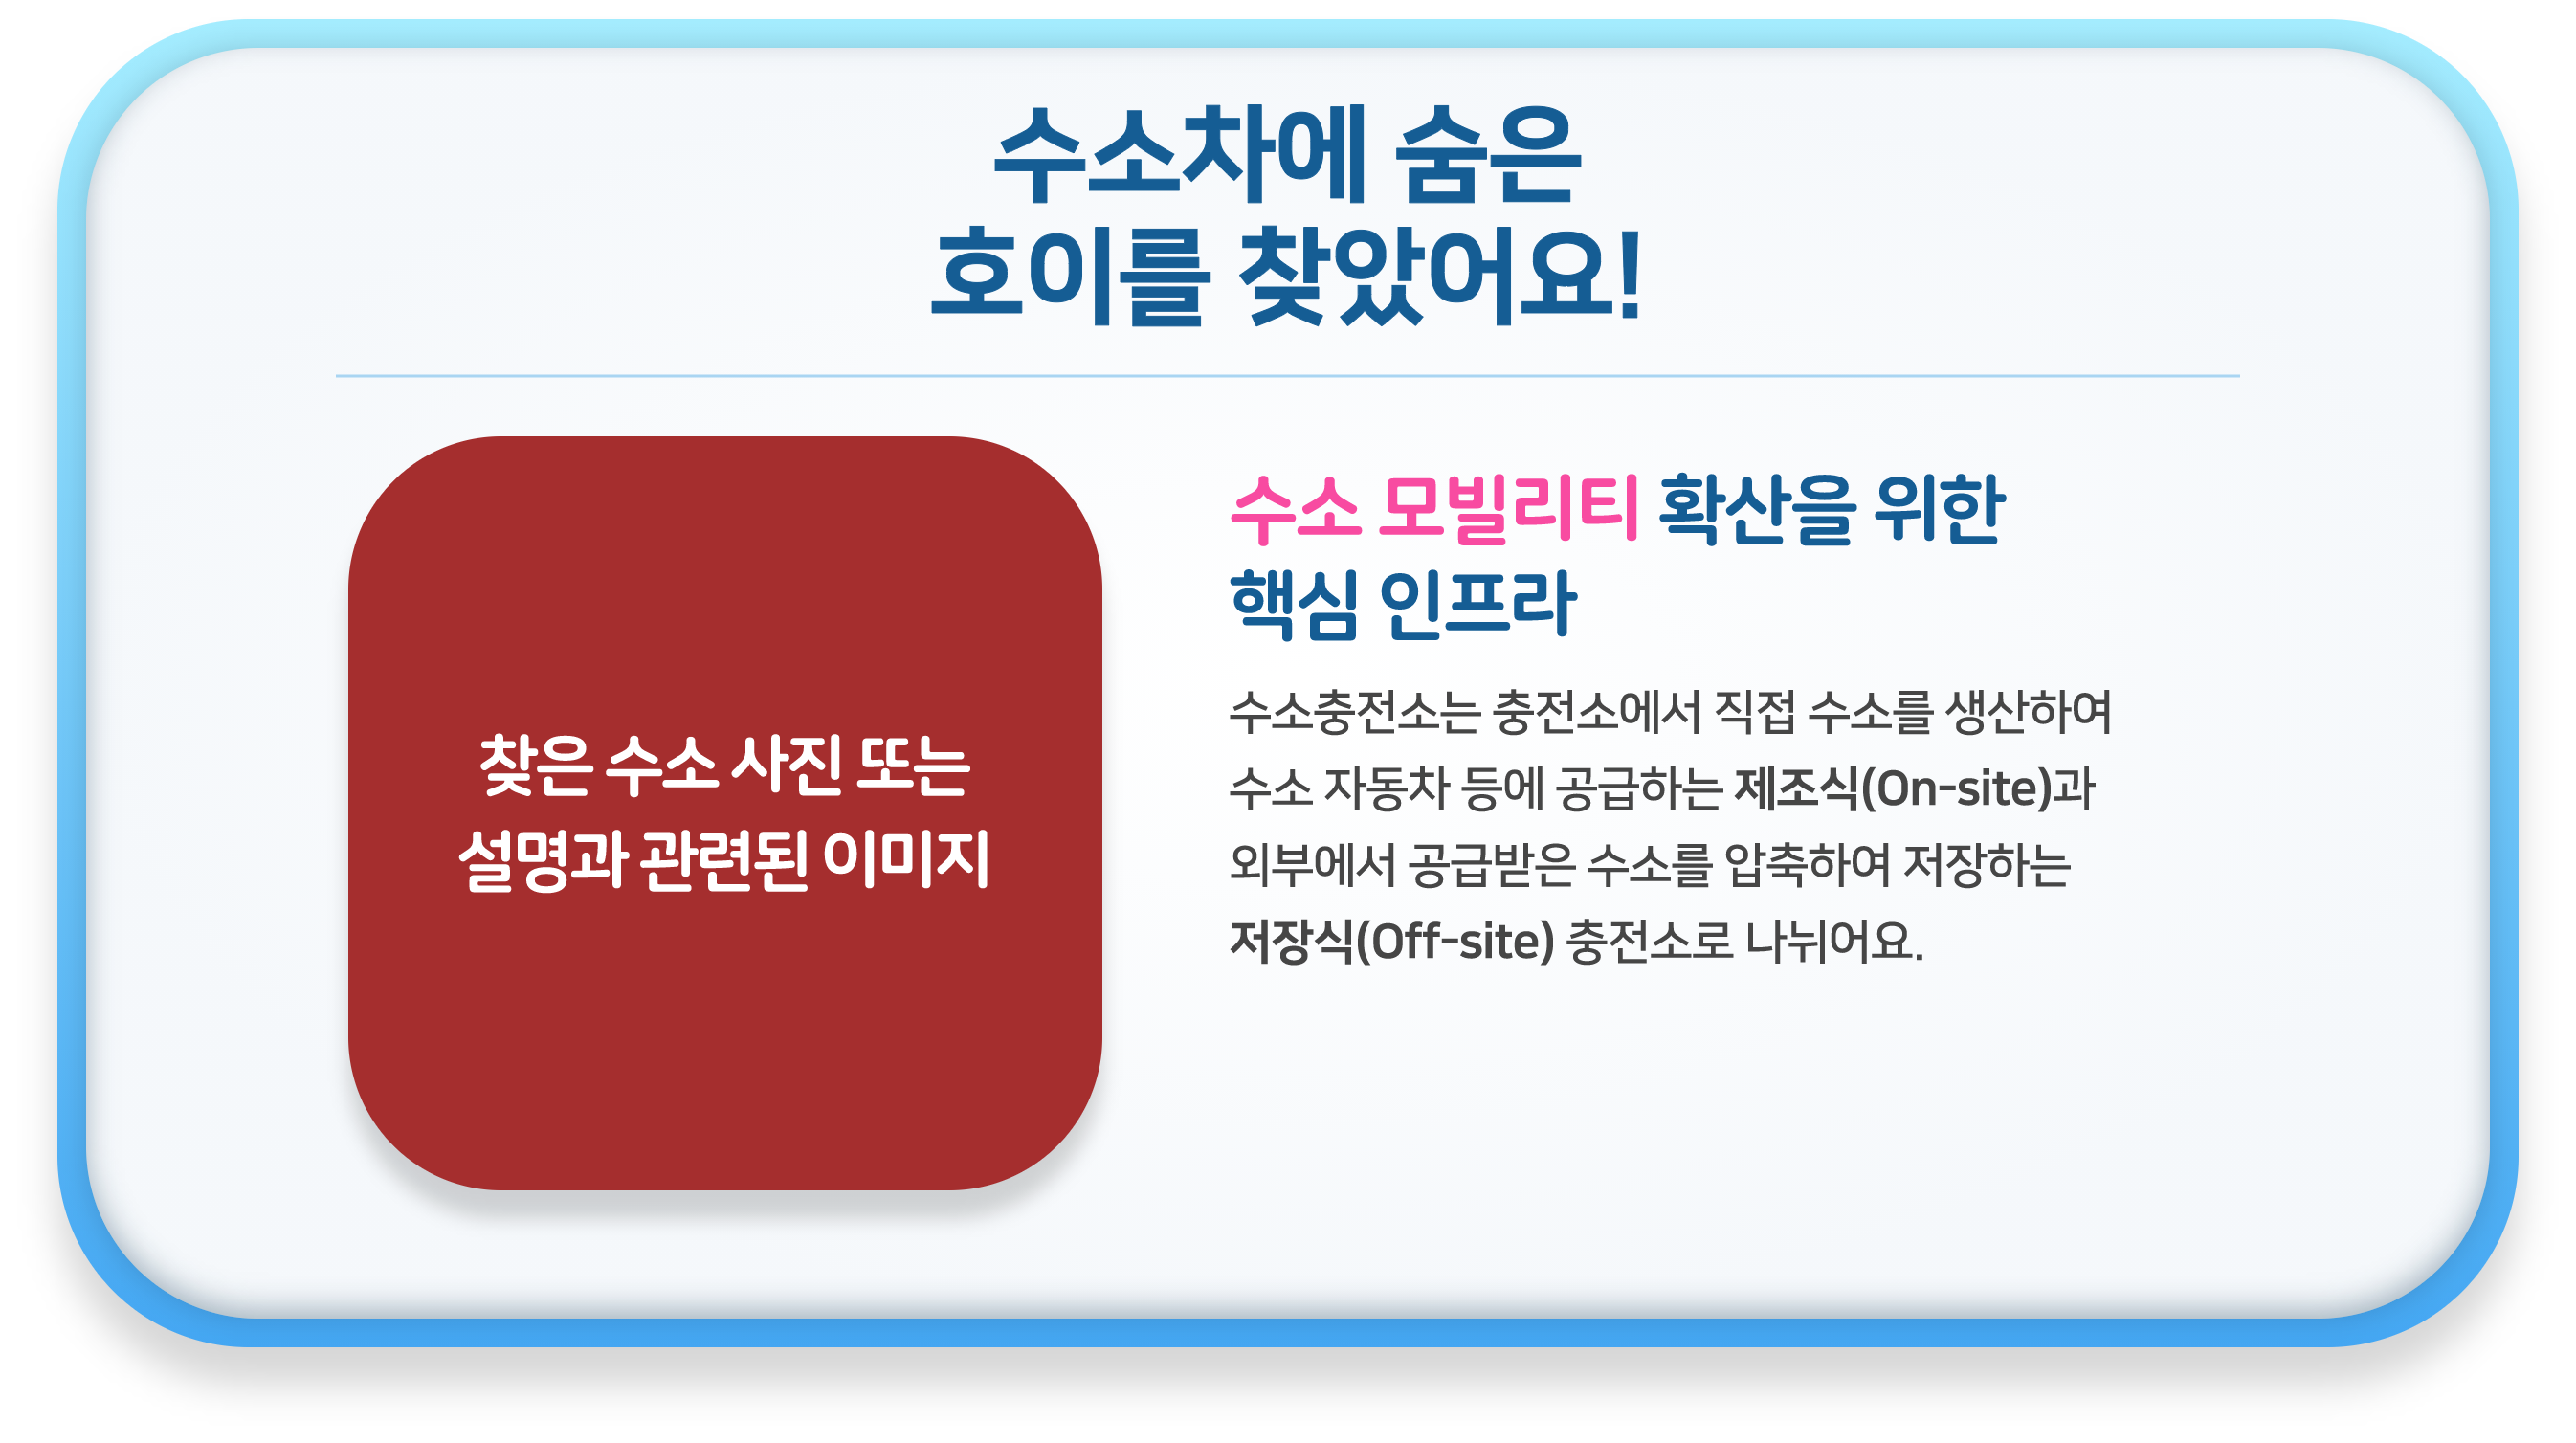 수소차에 숨은
호이를 찾았어요!
찾은 수소 사진 또는
설명과 관련된 이미지
수소 모빌리티 확산을 위한
핵심 인프라
수소충전소는 충전소에서 직접 수소를 생산하여
수소 자동차 등에 공급하는 제조식(On-site)과
외부에서 공급받은 수소를 압축하여 저장하는
저장식(Off-site) 충전소로 나뉘어요.